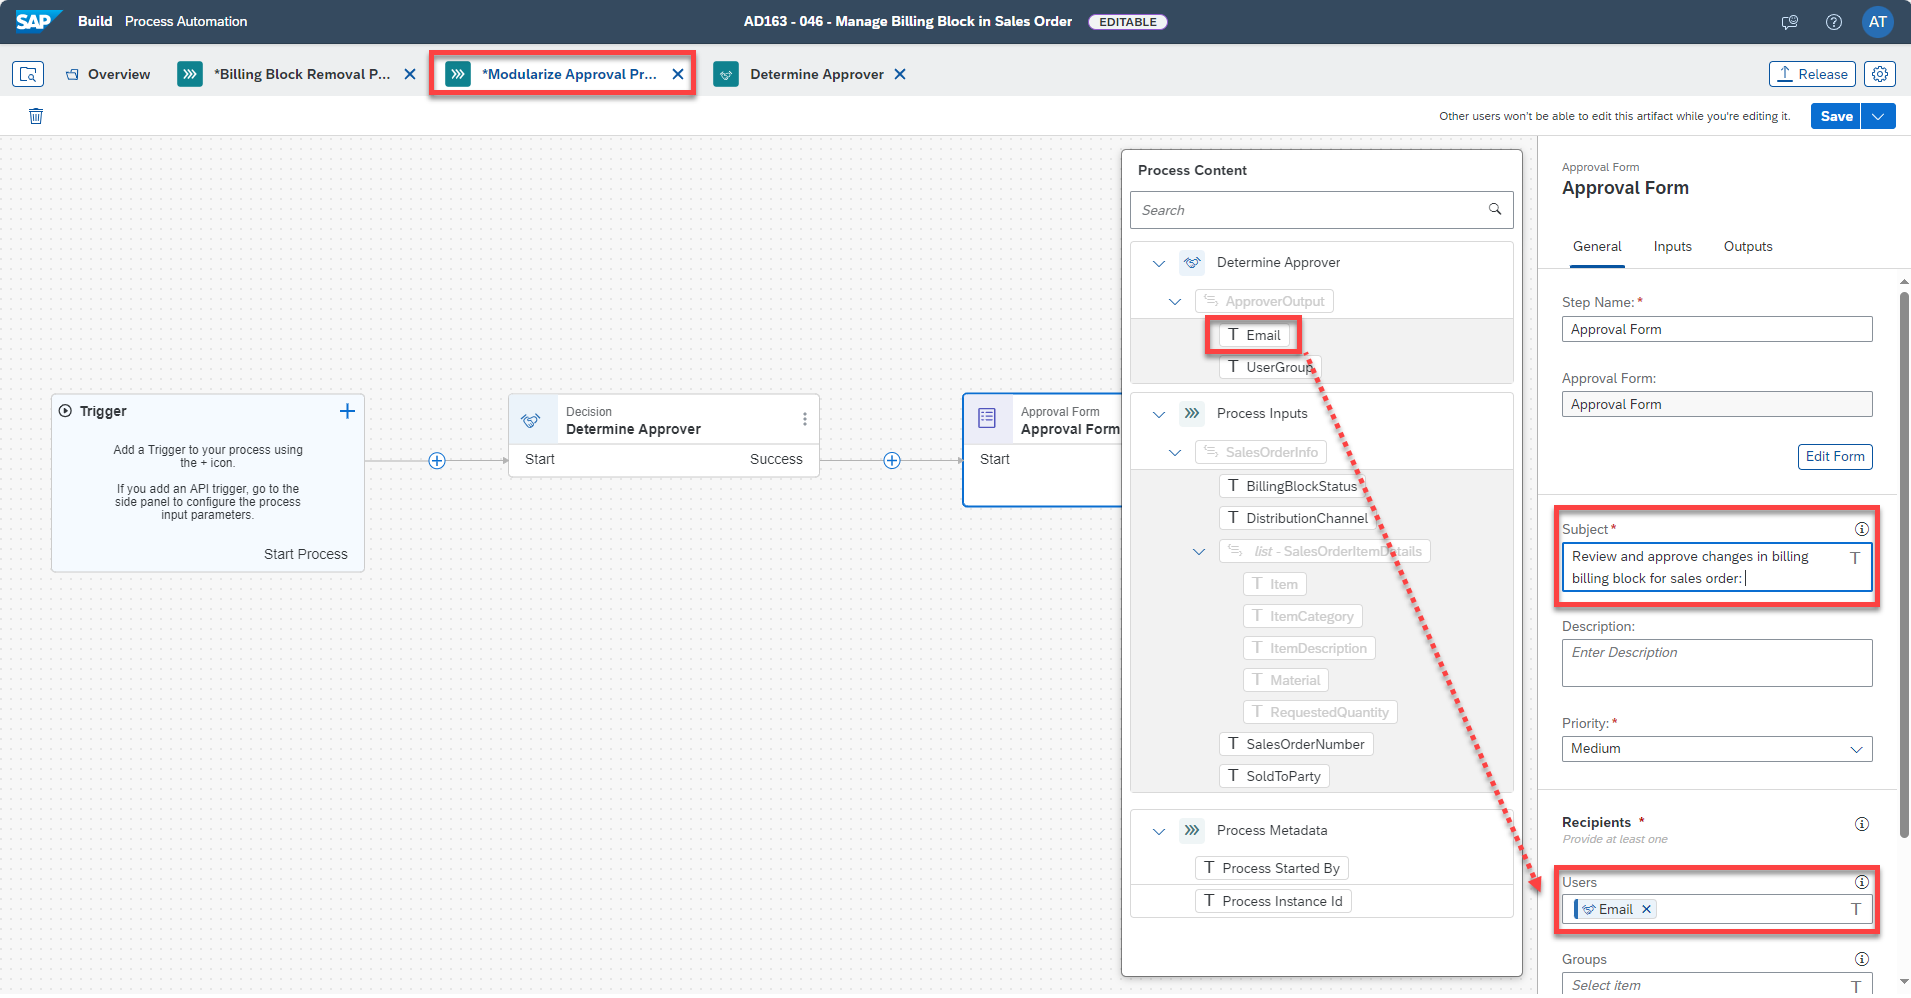 SAP Build Process Automation
AD163 - 046 - Manage Billing Block in Sales Order EDITABLE
AT
Overview
*Billing Block Removal P...
*Modularize Approval Pr...
Determine Approver
Release
Other users won't be able to edit this artifact while you're editing it.
Save
Trigger
Add a Trigger to your process using
the + icon.
If you add an API trigger, go to the
side panel to configure the process
input parameters.
Start Process
Decision
Determine Approver
Start
Success
Approval Form
Approval Form
Start
Process Content
Search
Determine Approver
ApproverOutput
T Email
T UserGroup
Process Inputs
SalesOrderInfo
T BillingBlockStatus
T DistributionChannel
list - SalesOrderItemDetails
T Item
T ItemCategory
T ItemDescription
T Material
T RequestedQuantity
T SalesOrderNumber
T SoldToParty
Process Metadata
T Process Started By
T Process Instance Id
Approval Form
Approval Form
General Inputs Outputs
Step Name: *
Approval Form
Approval Form:
Approval Form
Edit Form
Subject *
Review and approve changes in billing
billing block for sales order:
T
Description:
Enter Description
Priority: *
Medium
Recipients *
Provide at least one
Users
Email
T
Groups
Select item
T